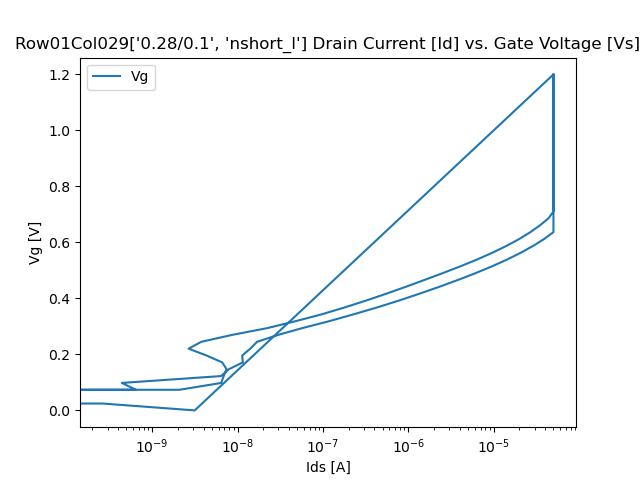 Row01Col029['0.28/0.1', 'nshort_l'] Drain Current [Id] vs. Gate Voltage [Vs]
Vg
1.2
1.0
0.8
0.6
0.4
0.2
0.0
Vg [V]
10⁻⁹ 10⁻⁸ 10⁻⁷ 10⁻⁶ 10⁻⁵
Ids [A]